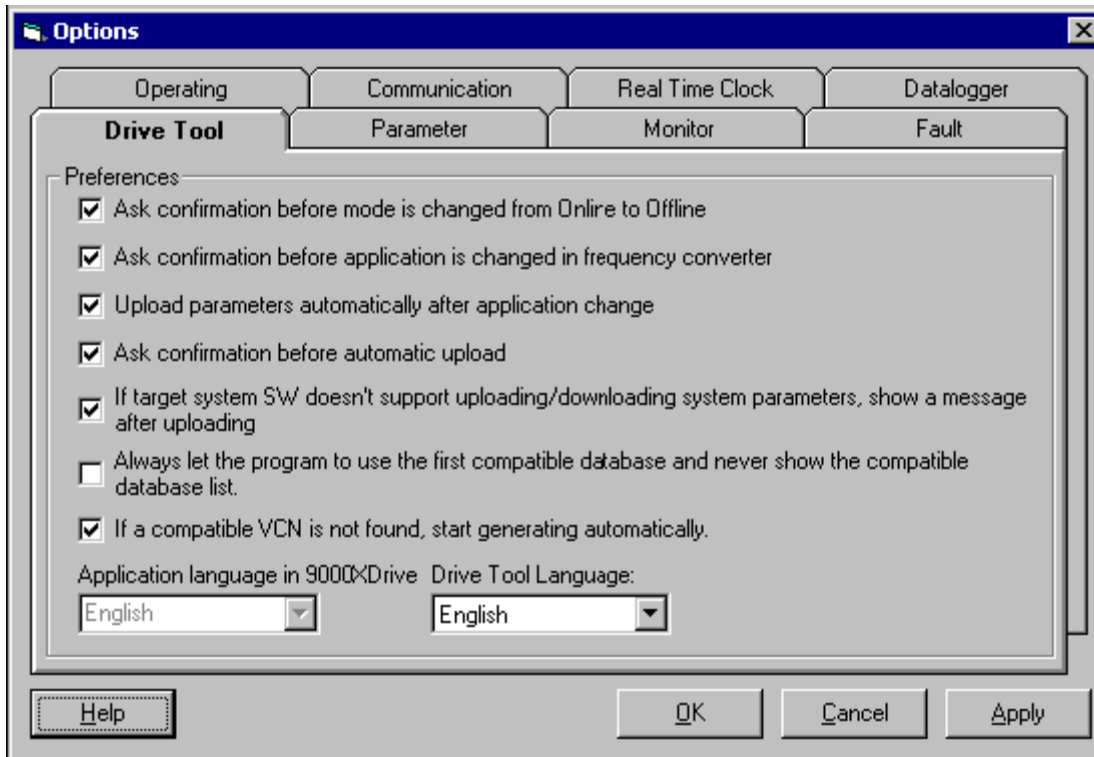 Options
Operating
Communication
Real Time Clock
Datalogger
Drive Tool
Parameter
Monitor
Fault
Preferences
Ask confirmation before mode is changed from Online to Offline
Ask confirmation before application is changed in frequency converter
Upload parameters automatically after application change
Ask confirmation before automatic upload
If target system SW doesn't support uploading/downloading system parameters, show a message
after uploading
Always let the program to use the first compatible database and never show the compatible
database list.
If a compatible VCN is not found, start generating automatically.
Application language in 9000XDrive Drive Tool Language:
English
English
Help
OK
Cancel
Apply